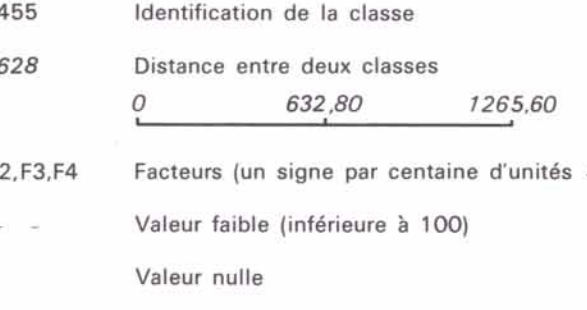 455 Identification de la classe
628 Distance entre deux classes
0 632,80 1265,60
2,F3,F4 Facteurs (un signe par centaine d'unités
- - Valeur faible (inférieure à 100)
Valeur nulle